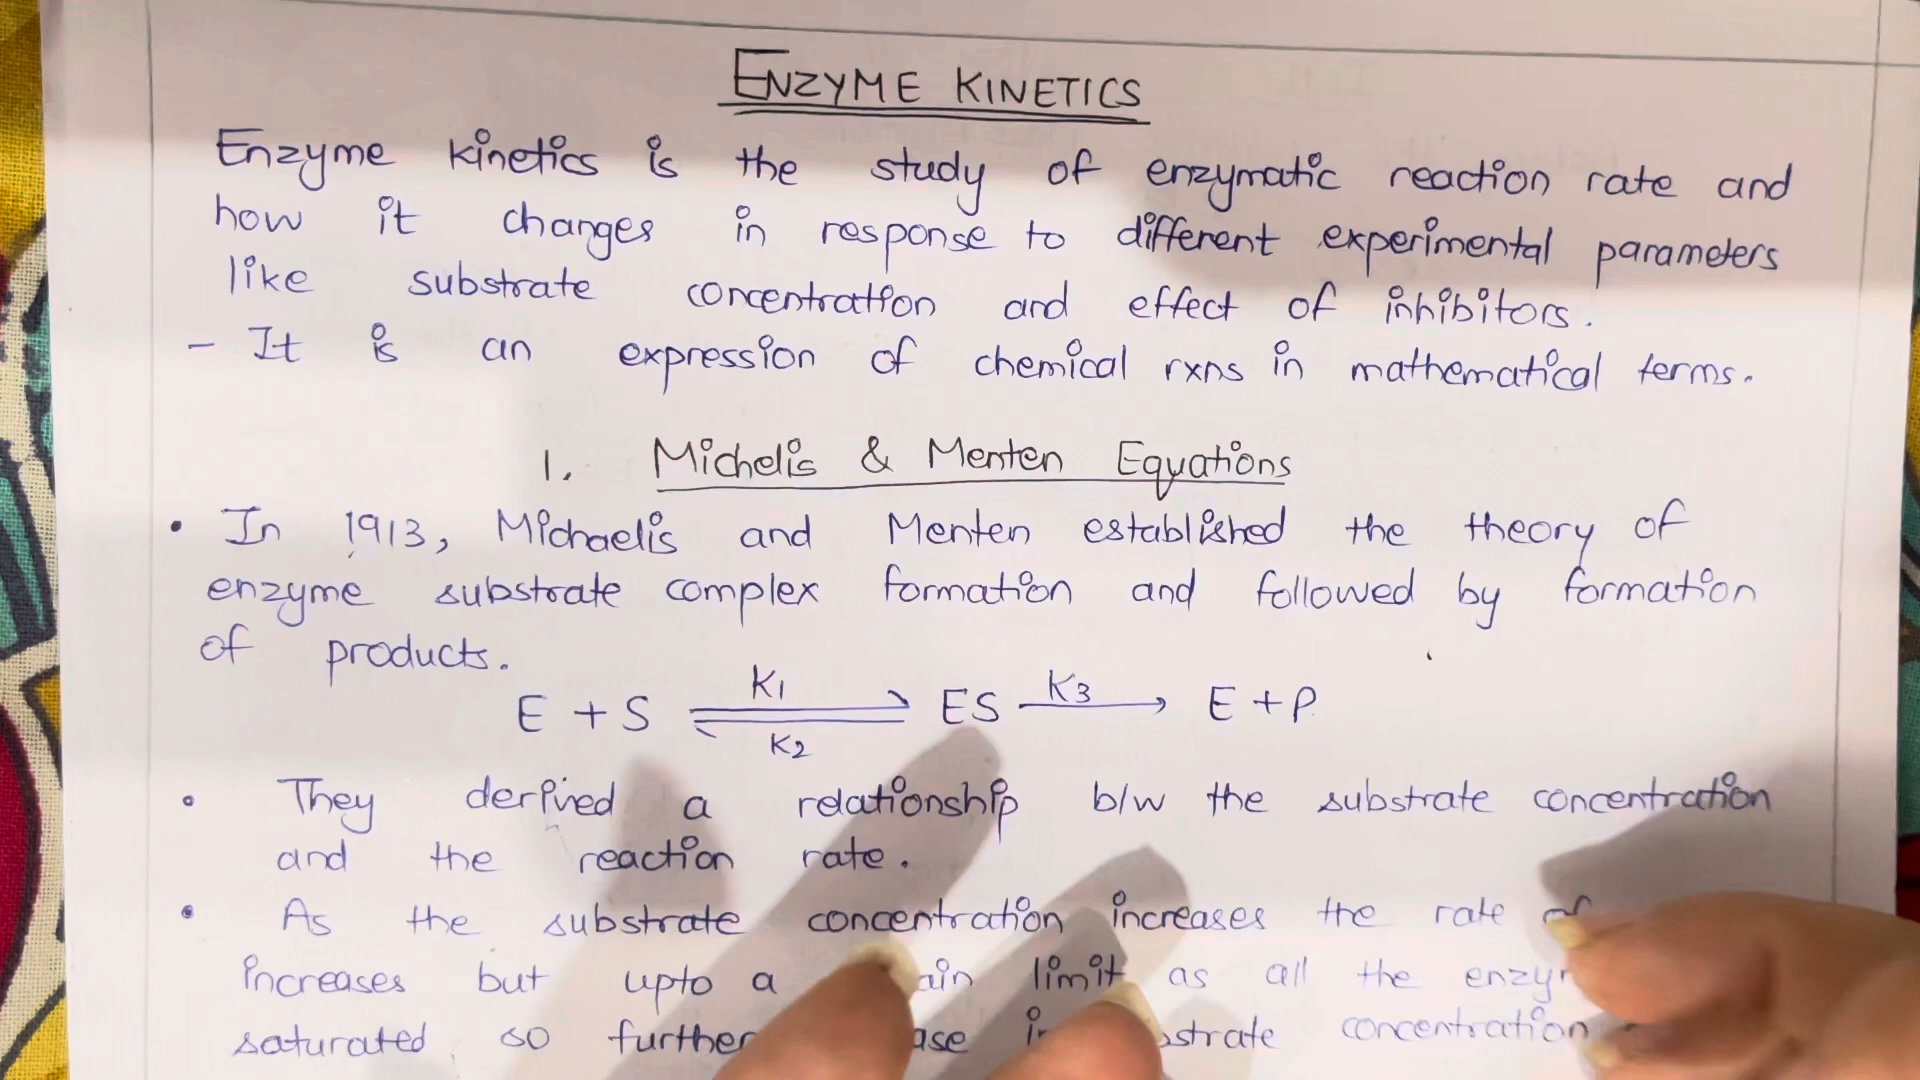 ENZYME KINETICS
Enzyme kinetics is the study of enzymatic reaction rate and
how it changes in response to different experimental parameters
like substrate concentration and effect of inhibitors.
- It is an expression of chemical rxns in mathematical terms.
1. Michelis & Menten Equations
• In 1913, Michaelis and Menten established the theory of
enzyme substrate complex formation and followed by formation
of products.
E + S ⇌ ES → E + P
K1 K3
K2
• They derived a relationship b/w the substrate concentration
and the reaction rate.
• As the substrate concentration increases the rate
increases but upto a limit as all the
saturated, so further concentration